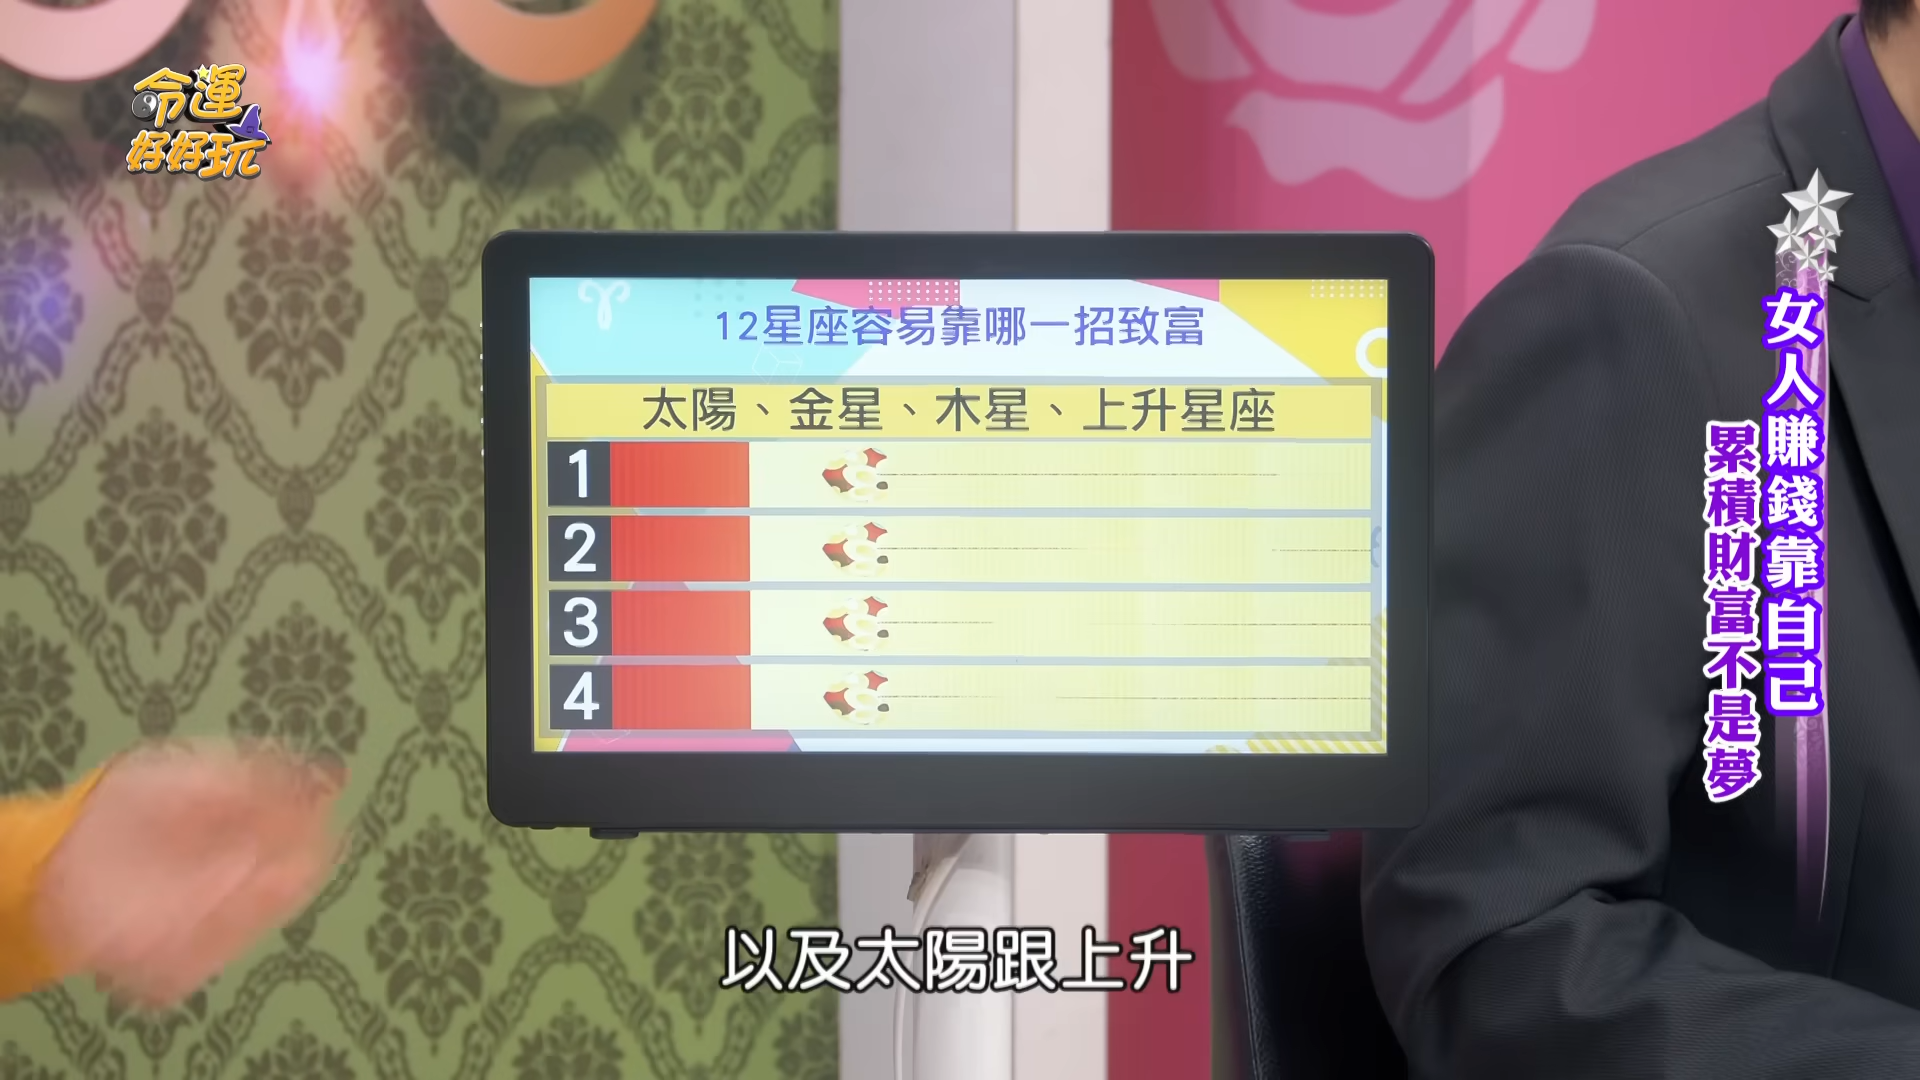 命運
好好玩
12星座容易靠哪一招致富
太陽、金星、木星、上升星座
1
2
3
4
女人賺錢靠自己
累積財富不是夢
以及太陽跟上升